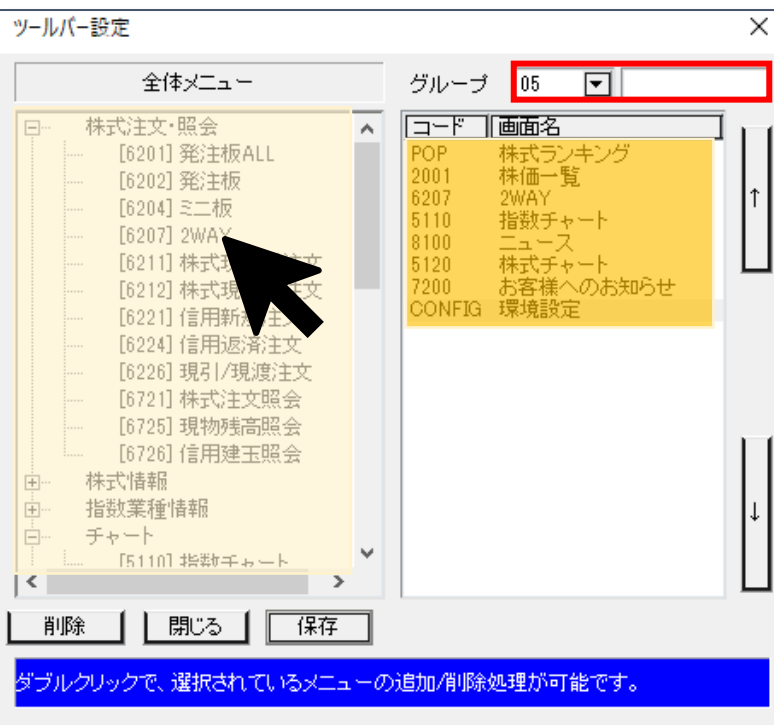 ツールバー設定
全体メニュー
グループ 05
株式注文・照会
[6201] 発注板ALL
[6202] 発注板
[6204] ミニ板
[6207] 2WAY
[6211] 株式 注文
[6212] 株式現 文
[6221] 信用新
[6224] 信用返済注文
[6226] 現引/現渡注文
[6721] 株式注文照会
[6725] 現物残高照会
[6726] 信用建玉照会
株式情報
指数業種情報
チャート
[5110] 指数チャート
コード 画面名
POP 株式ランキング
2001 株価一覧
6207 2WAY
5110 指数チャート
8100 ニュース
5120 株式チャート
7200 お客様へのお知らせ
CONFIG 環境設定
↑
↓
削除 閉じる 保存
ダブルクリックで、選択されているメニューの追加/削除処理が可能です。